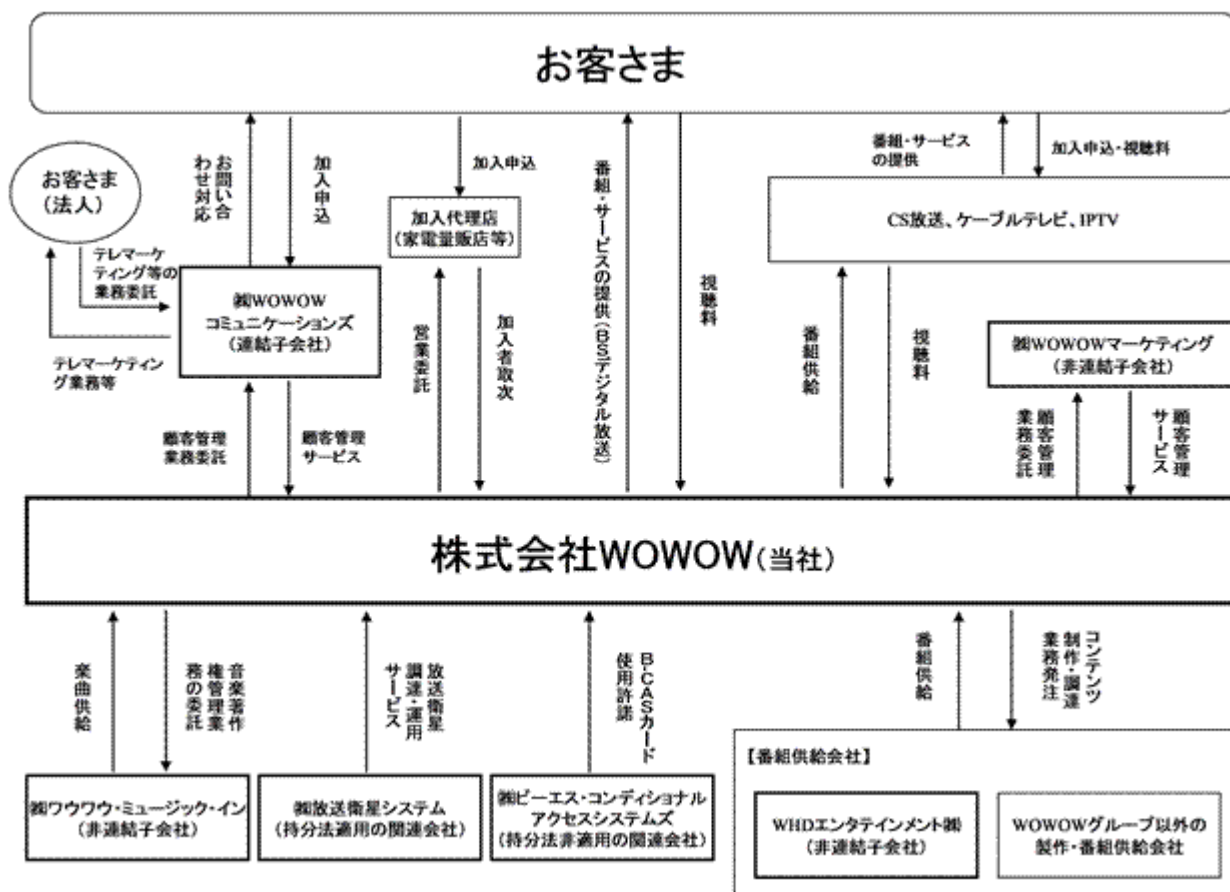 お客さま
お問い合
わせ対応
加入申込
加入申込
番組・サービスの提供(BSデジタル放送)
視聴料
番組・サービス
の提供
加入申込・視聴料
お客さま
(法人)
加入代理店
(家電量販店等)
CS放送、ケーブルテレビ、IPTV
テレマーケ
ティング等の
業務委託
㈱WOWOW
コミュニケーションズ
(連結子会社)
テレマーケティン
グ業務等
営業委託
加入者取次
番組供給
視聴料
㈱WOWOWマーケティング
(非連結子会社)
顧客管理
業務委託
顧客管理
サービス
顧客管理
業務委託
顧客管理
サービス
株式会社WOWOW(当社)
楽曲供給
音楽著作
権管理業
務の委託
放送衛星
調達・運用
サービス
B-CASカード
使用許諾
番組供給
コンテンツ
制作・調達
業務発注
㈱ワウワウ・ミュージック・イン
(非連結子会社)
㈱放送衛星システム
(持分法適用の関連会社)
㈱ビーエス・コンディショナル
アクセスシステムズ
(持分法非適用の関連会社)
【番組供給会社】
WHDエンタテインメント㈱
(非連結子会社)
WOWOWグループ以外の
製作・番組供給会社